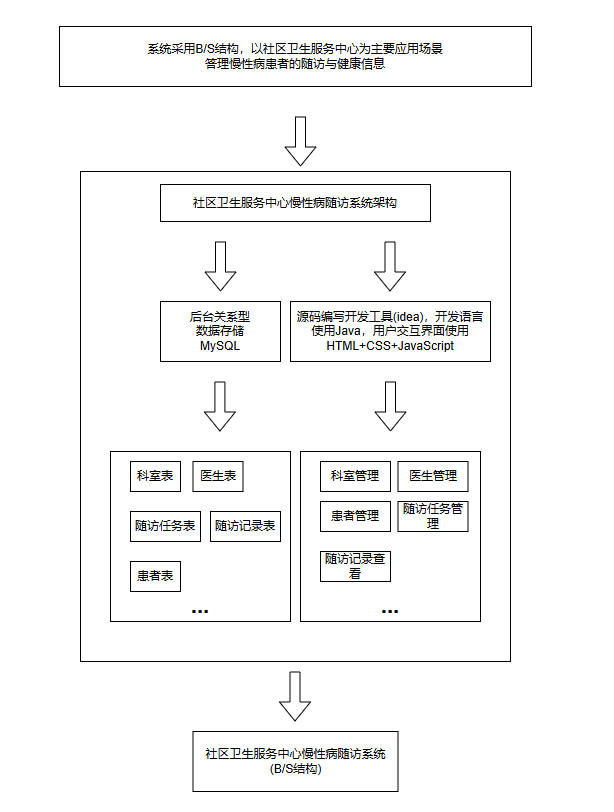 系统采用B/S结构，以社区卫生服务中心为主要应用场景
管理慢性病患者的随访与健康信息
社区卫生服务中心慢性病随访系统架构
后台关系型
数据存储
MySQL
源码编写开发工具(idea)，开发语言
使用Java，用户交互界面使用
HTML+CSS+JavaScript
科室表
医生表
随访任务表
随访记录表
患者表
...
科室管理
医生管理
患者管理
随访任务管
理
随访记录查
看
...
社区卫生服务中心慢性病随访系统
(B/S结构)